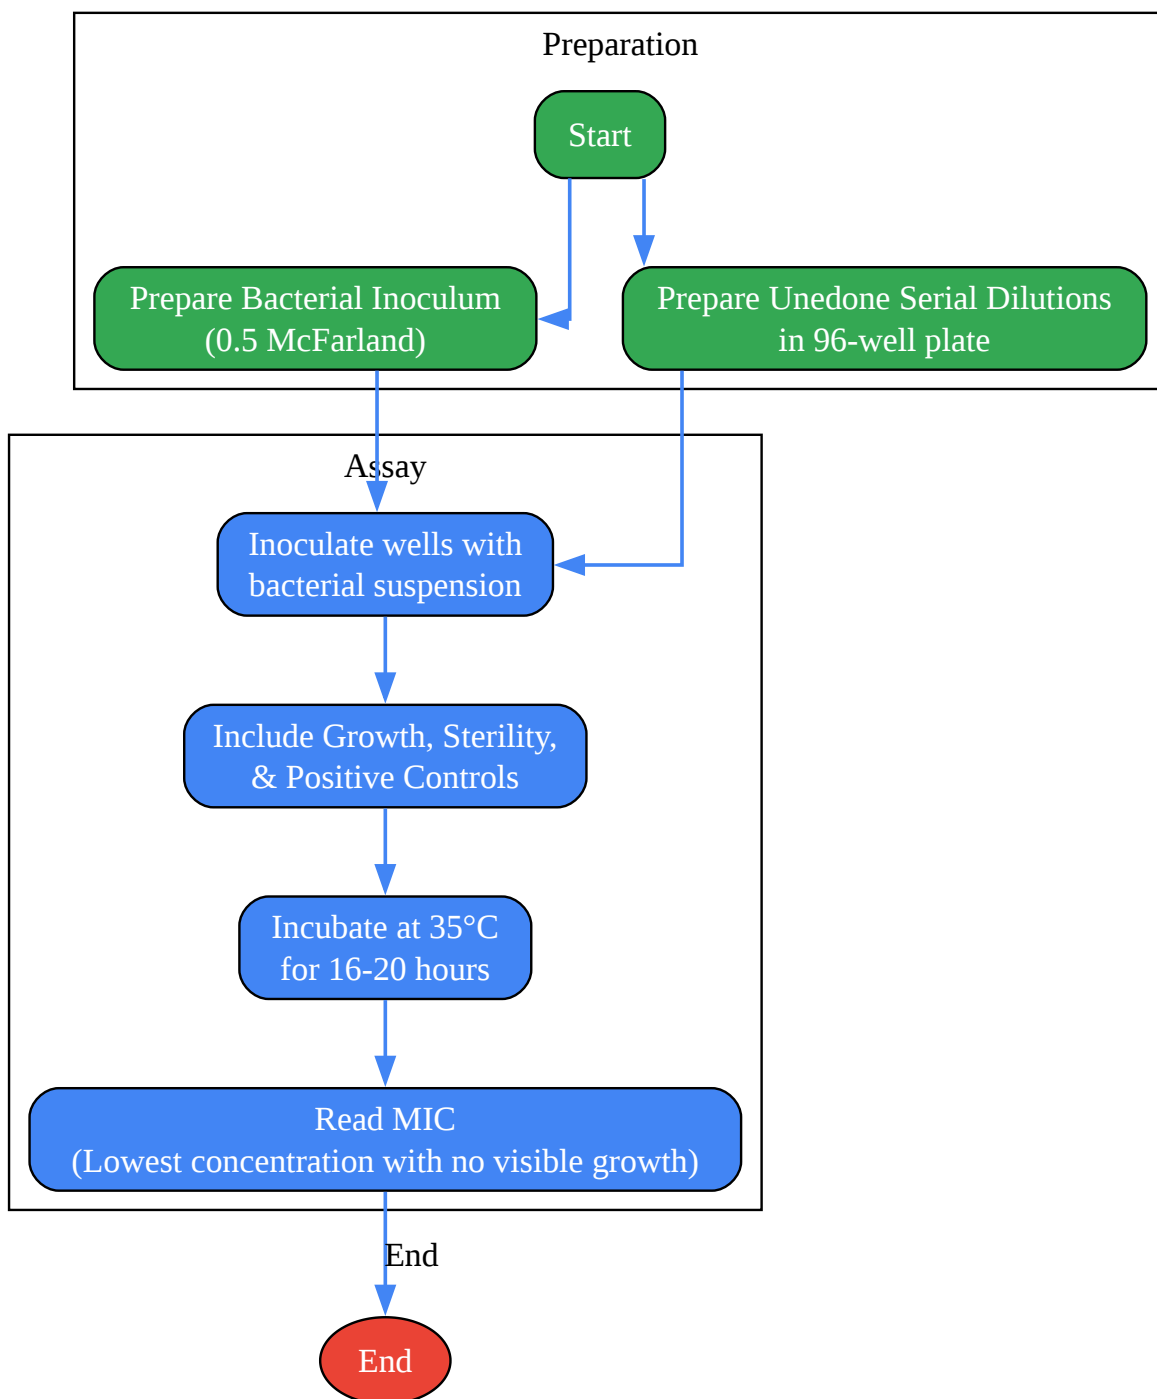 Preparation
Start
Prepare Bacterial Inoculum
(0.5 McFarland)
Prepare Unedone Serial Dilutions
in 96-well plate
Assay
Inoculate wells with
bacterial suspension
Include Growth, Sterility,
& Positive Controls
Incubate at 35°C
for 16-20 hours
Read MIC
(Lowest concentration with no visible growth)
End
End